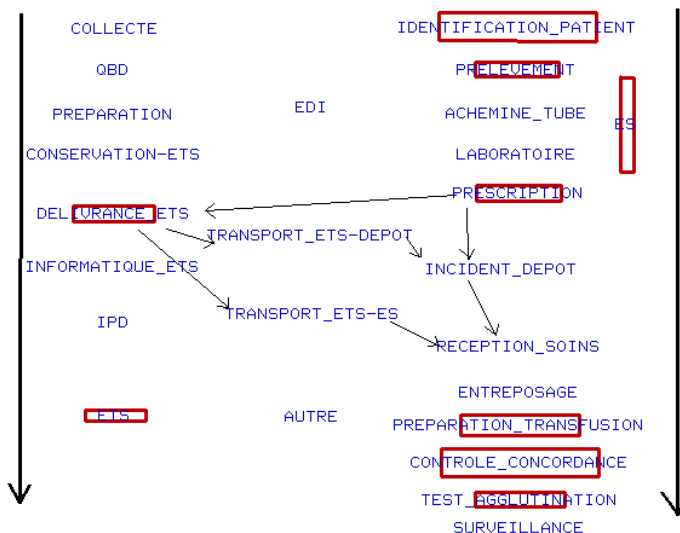 COLLECTE
IDENTIFICATION_PATIENT
QBD
PRELEVEMENT
EDI
PREPARATION
ACHEMINE_TUBE
ES
CONSERVATION-ETS
LABORATOIRE
PRESCRIPTION
DELIVRANCE_ETS
TRANSPORT_ETS-DEPOT
INFORMATIQUE_ETS
INCIDENT_DEPOT
TRANSPORT_ETS-ES
IPD
RECEPTION_SOINS
ENTREPOSAGE
ETS
AUTRE
PREPARATION_TRANSFUSION
CONTROLE_CONCORDANCE
TEST_AGGLUTINATION
SURVEILLANCE